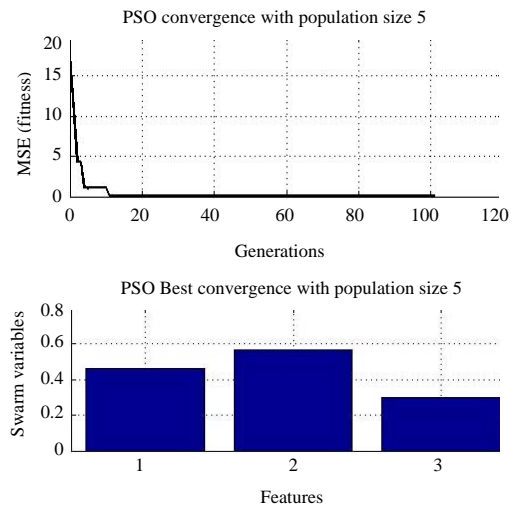 PSO convergence with population size 5
MSE (fitness)
20
15
10
5
0
0 20 40 60 80 100 120
Generations
PSO Best convergence with population size 5
Swarm variables
0.8
0.6
0.4
0.2
0
1 2 3
Features